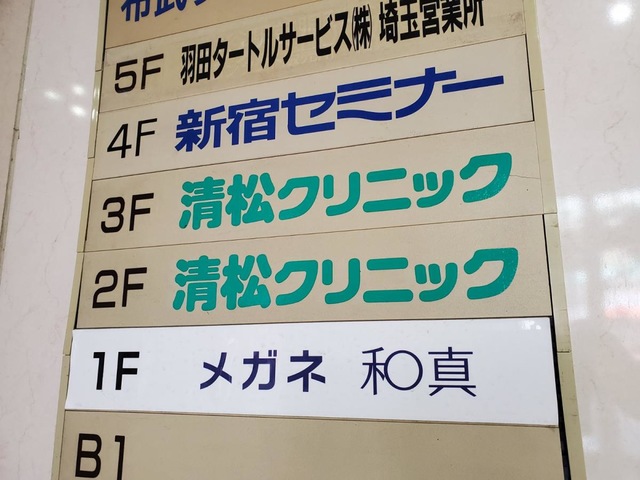 5F 羽田タートルサービス㈱ 埼玉営業所
4F 新宿セミナー
3F 清松クリニック
2F 清松クリニック
1F メガネ 和真
B1